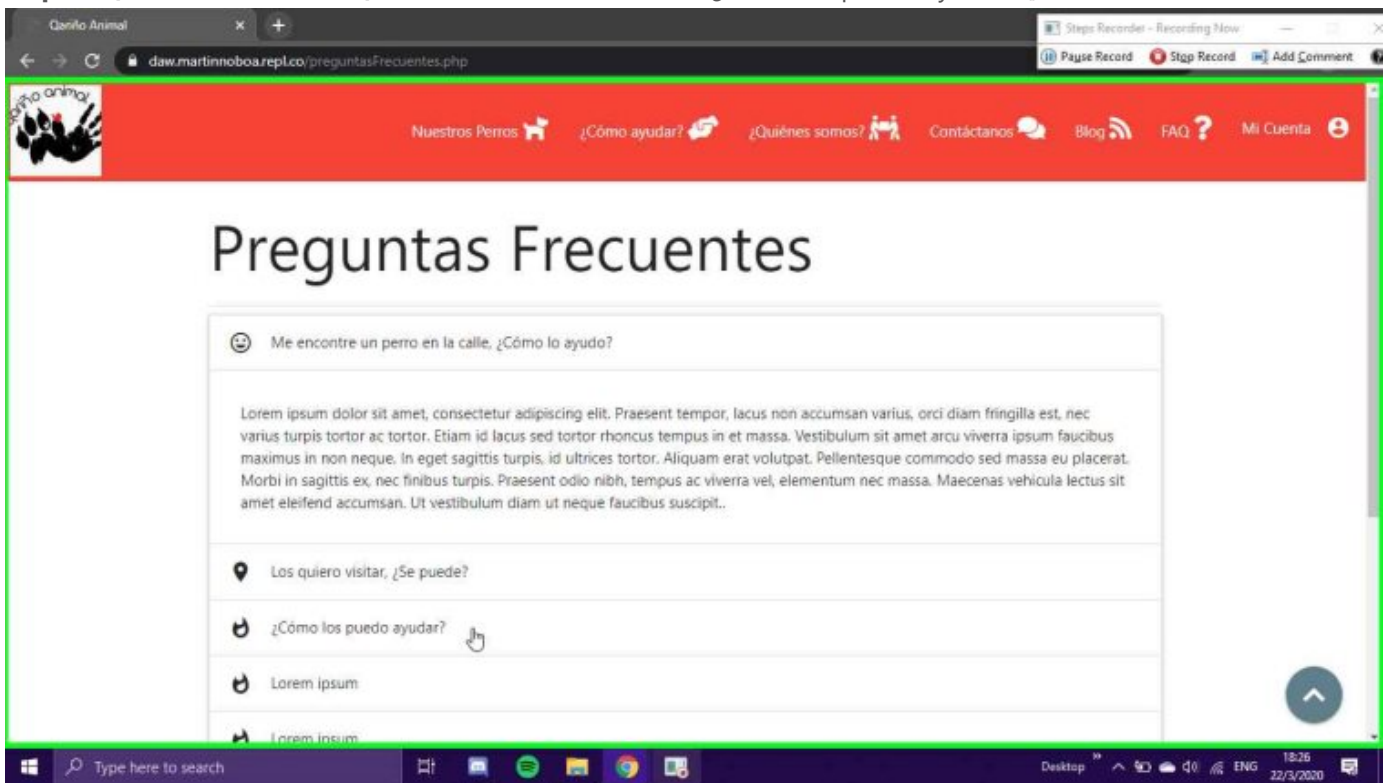 Qariño Animal
Steps Recorder - Recording Now
daw.martinnoboa.repl.co/preguntasFrecuentes.php
Pause Record Stop Record Add Comment
Nuestros Perros ¿Cómo ayudar? ¿Quiénes somos? Contáctanos Blog FAQ Mi Cuenta
Preguntas Frecuentes
Me encontre un perro en la calle, ¿Cómo lo ayudo?
Lorem ipsum dolor sit amet, consectetur adipiscing elit. Praesent tempor, lacus non accumsan varius, orci diam fringilla est, nec
varius turpis tortor ac tortor. Etiam id lacus sed tortor rhoncus tempus in et massa. Vestibulum sit amet arcu viverra ipsum faucibus
maximus in non neque. In eget sagittis turpis, id ultrices tortor. Aliquam erat volutpat. Pellentesque commodo sed massa eu placerat.
Morbi in sagittis ex, nec finibus turpis. Praesent odio nibh, tempus ac viverra vel, elementum nec massa. Maecenas vehicula lectus sit
amet eleifend accumsan. Ut vestibulum diam ut neque faucibus suscipit..
Los quiero visitar, ¿Se puede?
¿Cómo los puedo ayudar?
Lorem ipsum
Lorem ipsum
Type here to search
Desktop
ENG
18:26
22/3/2020